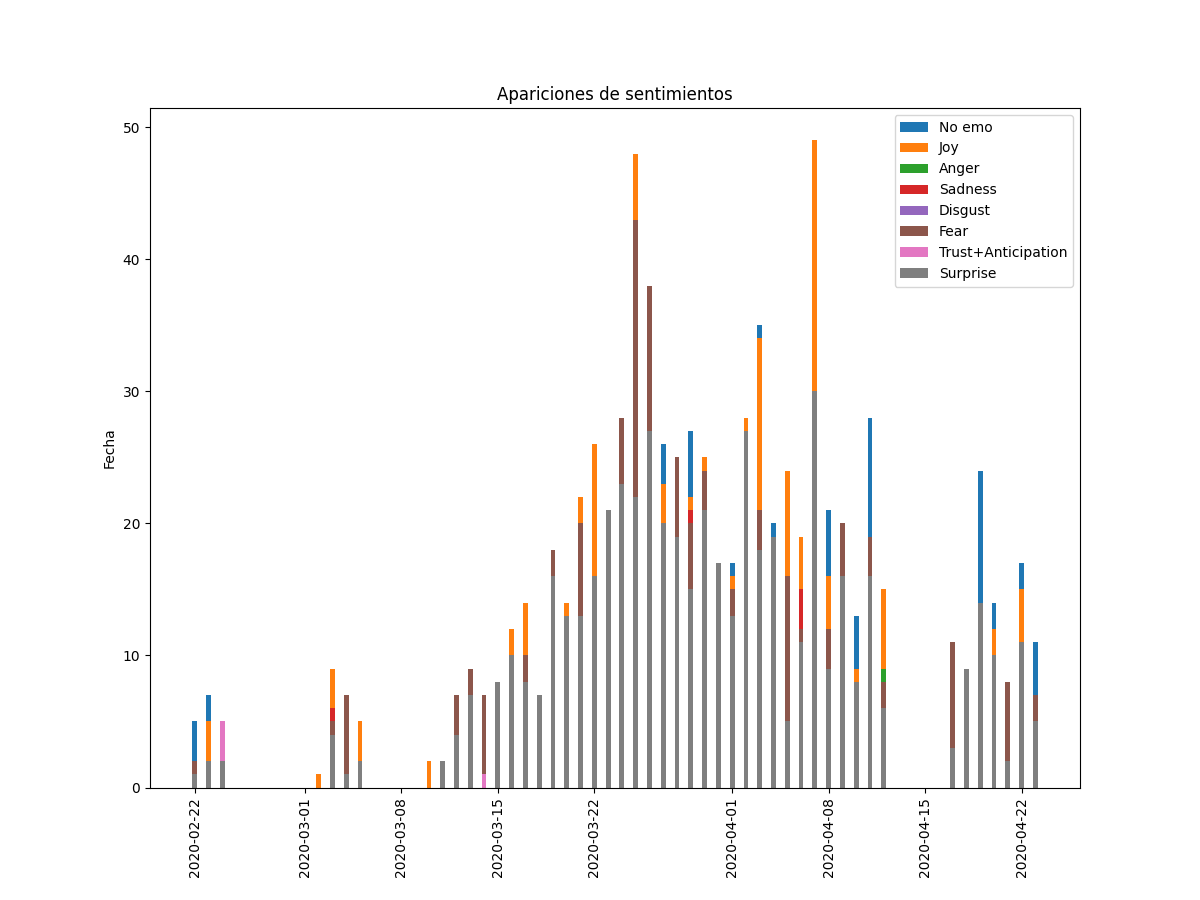 Apariciones de sentimientos
No emo
Joy
Anger
Sadness
Disgust
Fear
Trust+Anticipation
Surprise
Fecha
50
40
30
20
10
0
2020-02-22
2020-03-01
2020-03-08
2020-03-15
2020-03-22
2020-04-01
2020-04-08
2020-04-15
2020-04-22